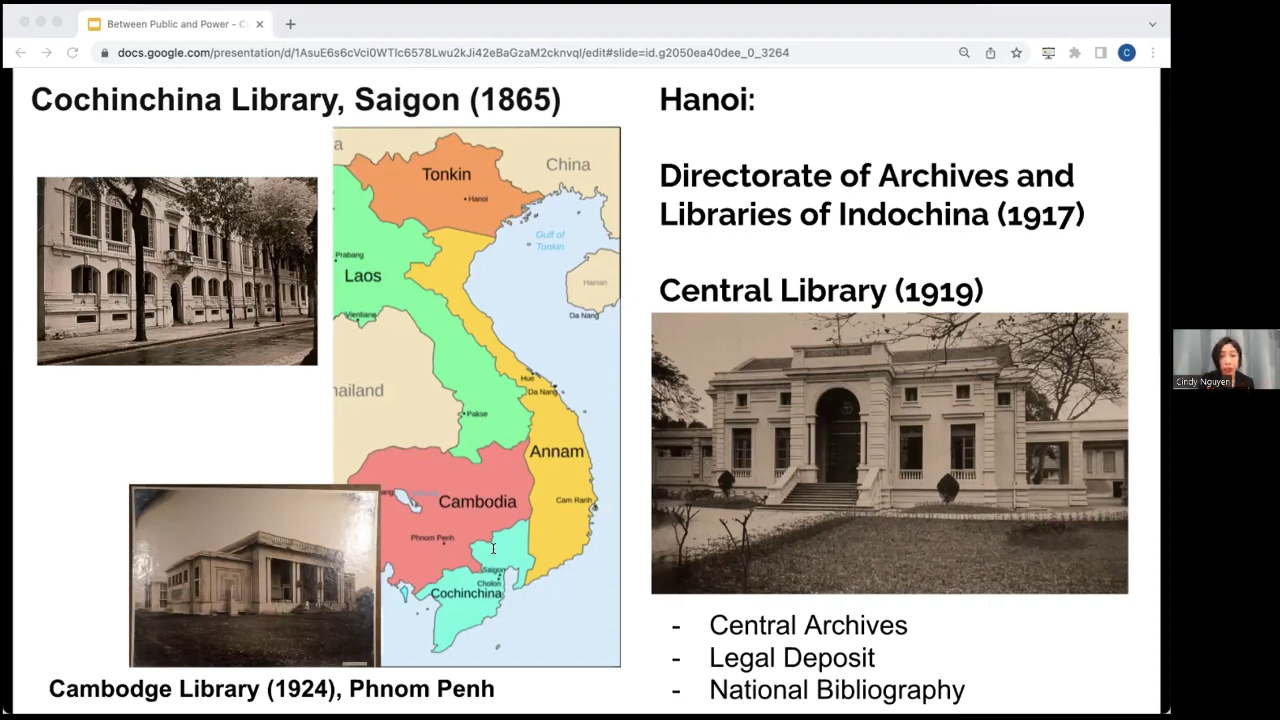 Between Public and Power - C
docs.google.com/presentation/d/1AsuE6s6cVci0WTlc6578Lwu2kJi42eBaGzaM2cknvqI/edit#slide=id.g2050ea40dee_0_3264
C
Cochinchina Library, Saigon (1865)
Hanoi:
Directorate of Archives and
Libraries of Indochina (1917)
Central Library (1919)
a
China
Tonkin
Hanoi
Gulf of
Tonkin
Prabang
Laos
Hainan
Vientiane
Da Nang
hailand
Hue
Da Nang
Pakse
Annam
ang
Cambodia
Cam Ranh
Phnom Penh
Saigon
Cholon
Cochinchina
Cambodge Library (1924), Phnom Penh
- Central Archives
- Legal Deposit
- National Bibliography
Cindy Nguyen